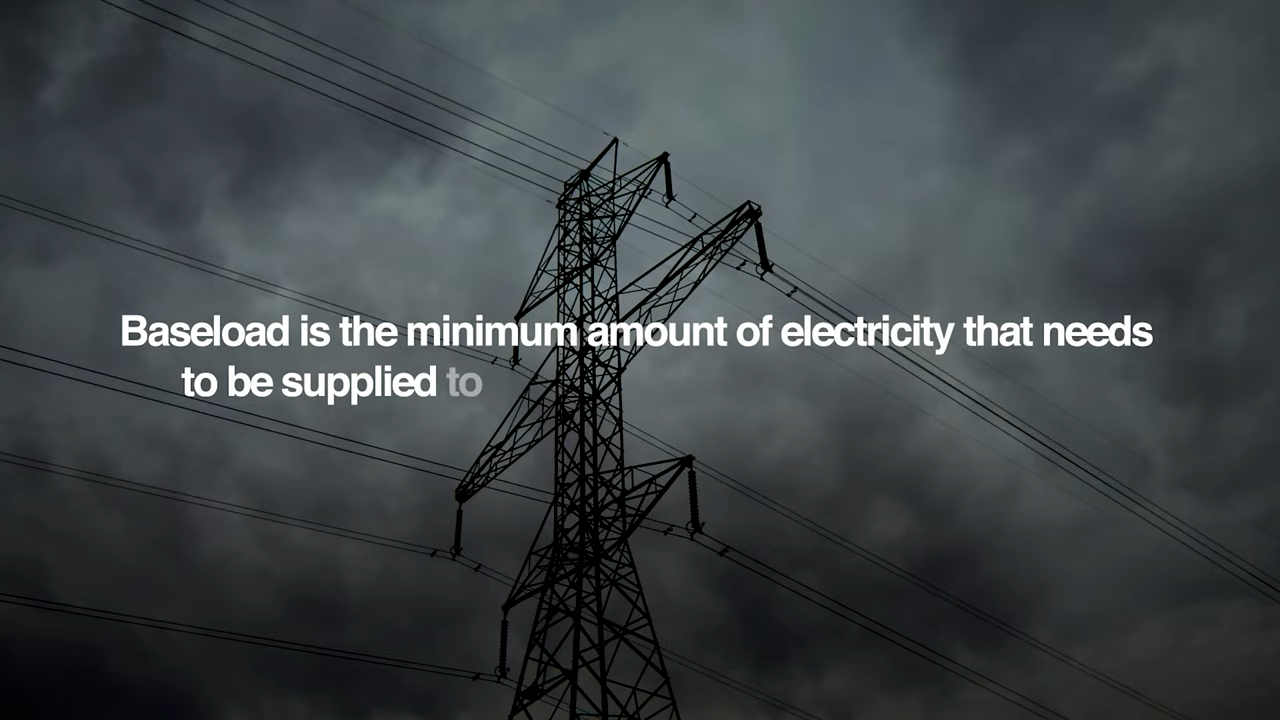 Baseload is the minimum amount of electricity that needs
to be supplied to